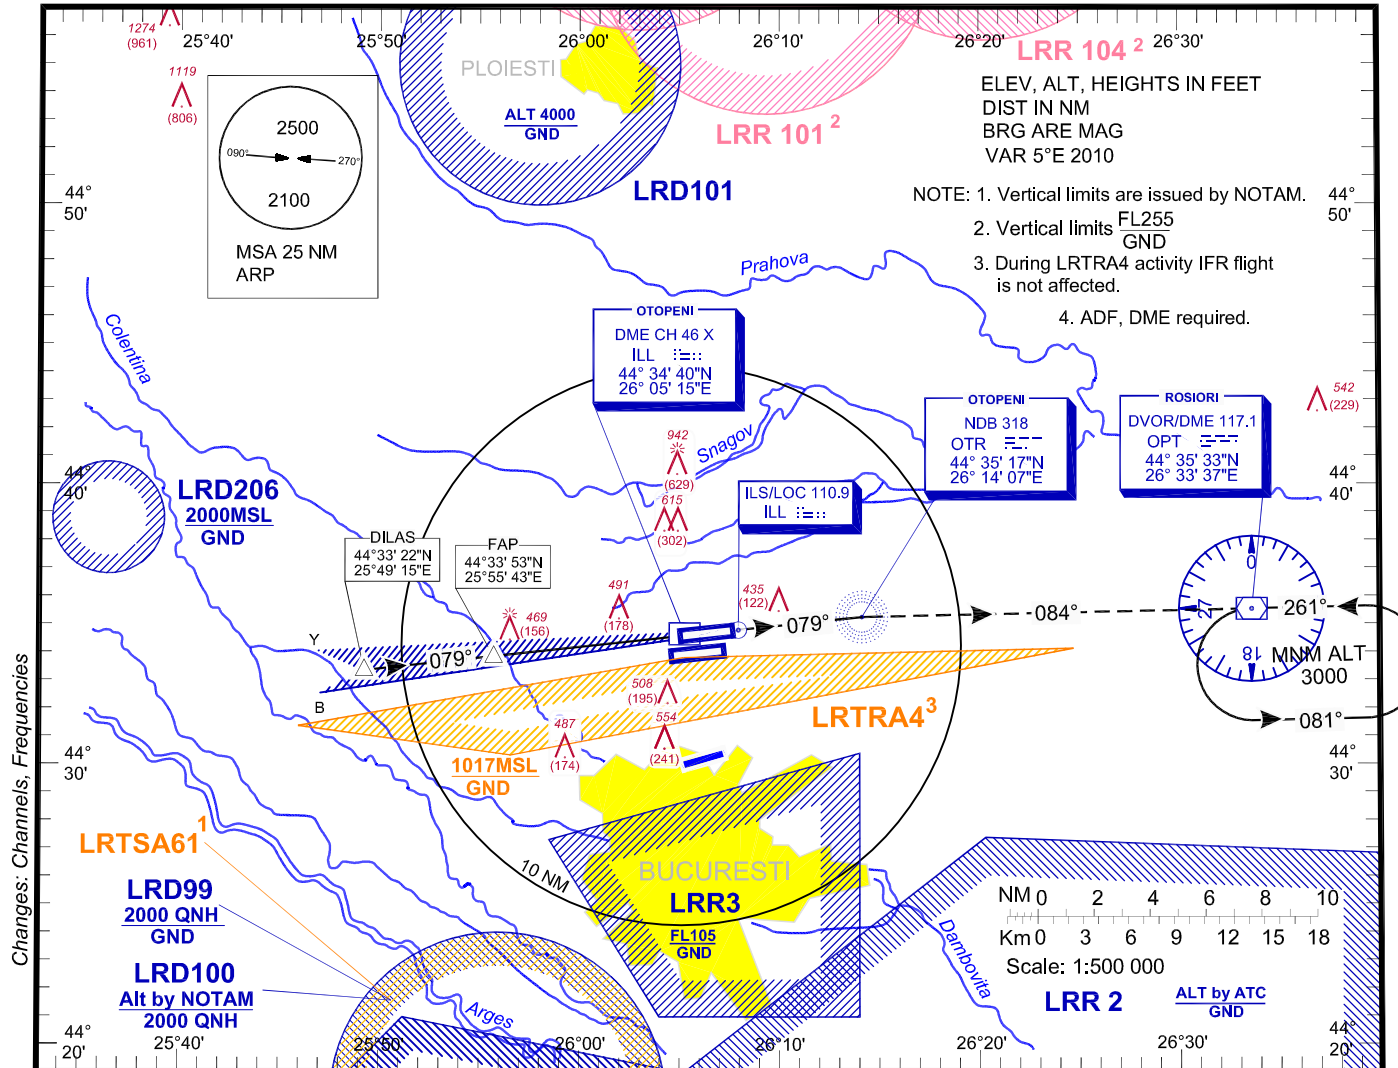 1274
(961)
25°40'
25°50'
26°00'
26°10'
26°20'
26°30'
1119
(806)
2500
090°
270°
2100
MSA 25 NM
ARP
PLOIESTI
ALT 4000
GND
LRD101
LRR 101 2
LRR 104 2
ELEV, ALT, HEIGHTS IN FEET
DIST IN NM
BRG ARE MAG
VAR 5°E 2010
NOTE: 1. Vertical limits are issued by NOTAM.
2. Vertical limits FL255
GND
3. During LRTRA4 activity IFR flight
is not affected.
4. ADF, DME required.
44°
50'
44°
50'
Prahova
Colentina
OTOPENI
DME CH 46 X
ILL
44° 34' 40"N
26° 05' 15"E
OTOPENI
NDB 318
OTR
44° 35' 17"N
26° 14' 07"E
ROSIORI
DVOR/DME 117.1
OPT
44° 35' 33"N
26° 33' 37"E
542
(229)
942
(629)
Snagov
615
(302)
ILS/LOC 110.9
ILL
44°
40'
44°
40'
LRD206
2000MSL
GND
DILAS
44°33' 22"N
25°49' 15"E
FAP
44°33' 53"N
25°55' 43"E
491
(178)
469
(156)
435
(122)
Y
B
079°
079°
084°
0
27
18
261°
MNM ALT
3000
081°
508
(195)
487
(174)
554
(241)
LRTRA4 3
1017MSL
GND
44°
30'
44°
30'
LRTSA61 1
LRD99
2000 QNH
GND
LRD100
Alt by NOTAM
2000 QNH
10 NM
BUCURESTI
LRR3
FL105
GND
Arges
Dambovita
NM 0 2 4 6 8 10
Km 0 3 6 9 12 15 18
Scale: 1:500 000
LRR 2
ALT by ATC
GND
44°
20'
44°
20'
25°40'
25°50'
26°00'
26°10'
26°20'
26°30'
Changes: Channels, Frequencies